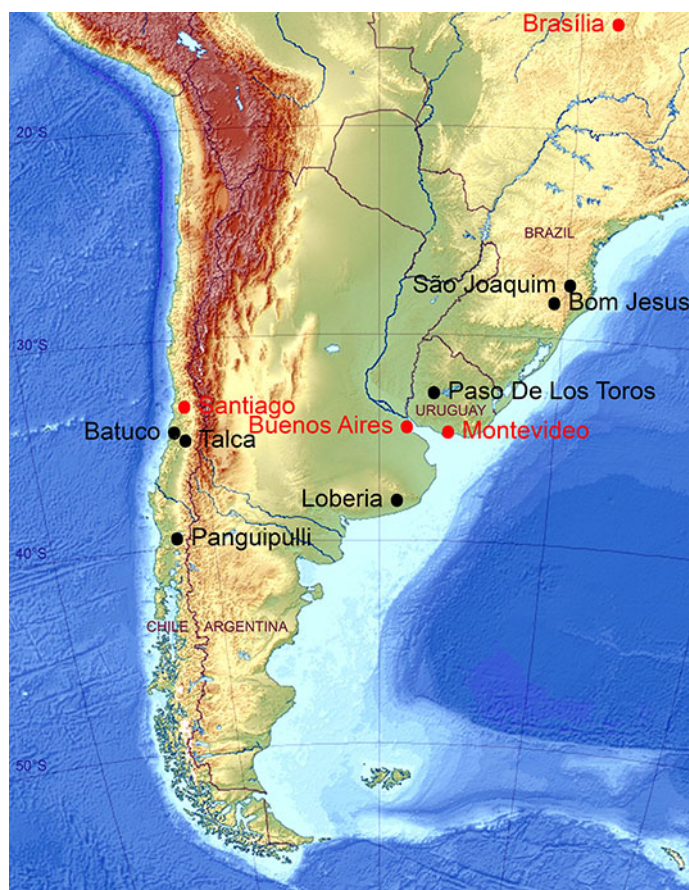 Brasília
20°S
BRAZIL
São Joaquim
Bom Jesus
30°S
Paso De Los Toros
Santiago
URUGUAY
Buenos Aires
Montevideo
Batuco
Talca
Loberia
Panguipulli
40°S
CHILE
ARGENTINA
50°S